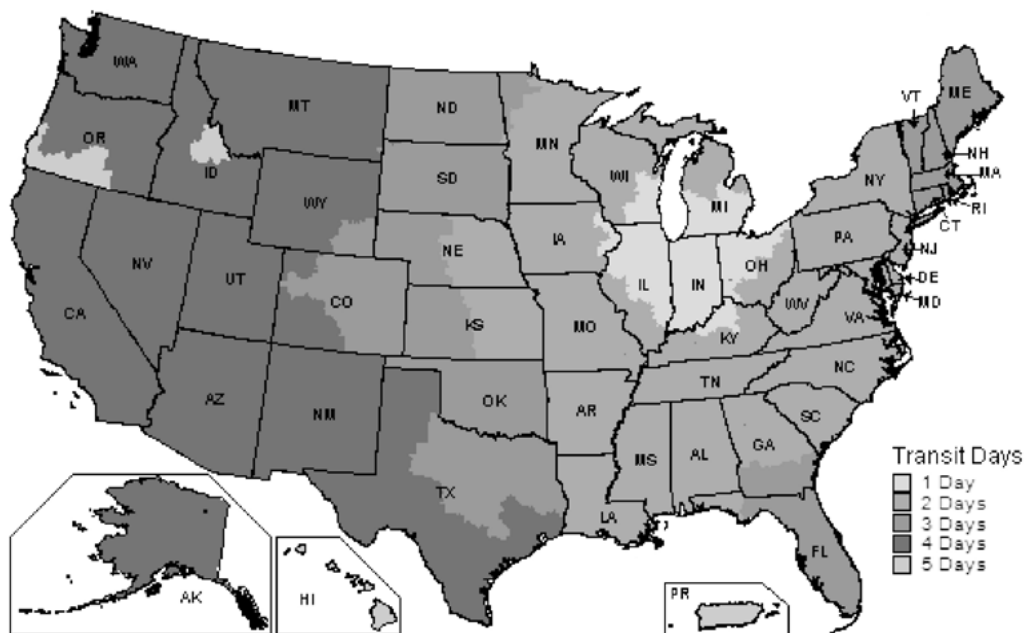 WA
MT
ND
MN
ME
VT
OR
ID
SD
WI
MI
NY
NH
MA
WY
RI
CT
IA
NE
PA
NJ
NV
UT
CO
IL
IN
OH
DE
MD
CA
KS
MO
WV
VA
KY
AZ
NM
OK
AR
TN
NC
SC
TX
MS
AL
GA
LA
FL
Transit Days
1 Day
2 Days
3 Days
4 Days
5 Days
AK
HI
PR